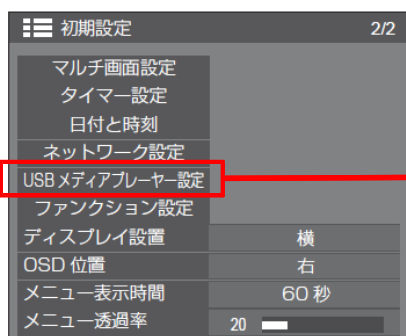 初期設定 2/2
マルチ画面設定
タイマー設定
日付と時刻
ネットワーク設定
USBメディアプレーヤー設定
ファンクション設定
ディスプレイ設置 横
OSD 位置 右
メニュー表示時間 60 秒
メニュー透過率 20